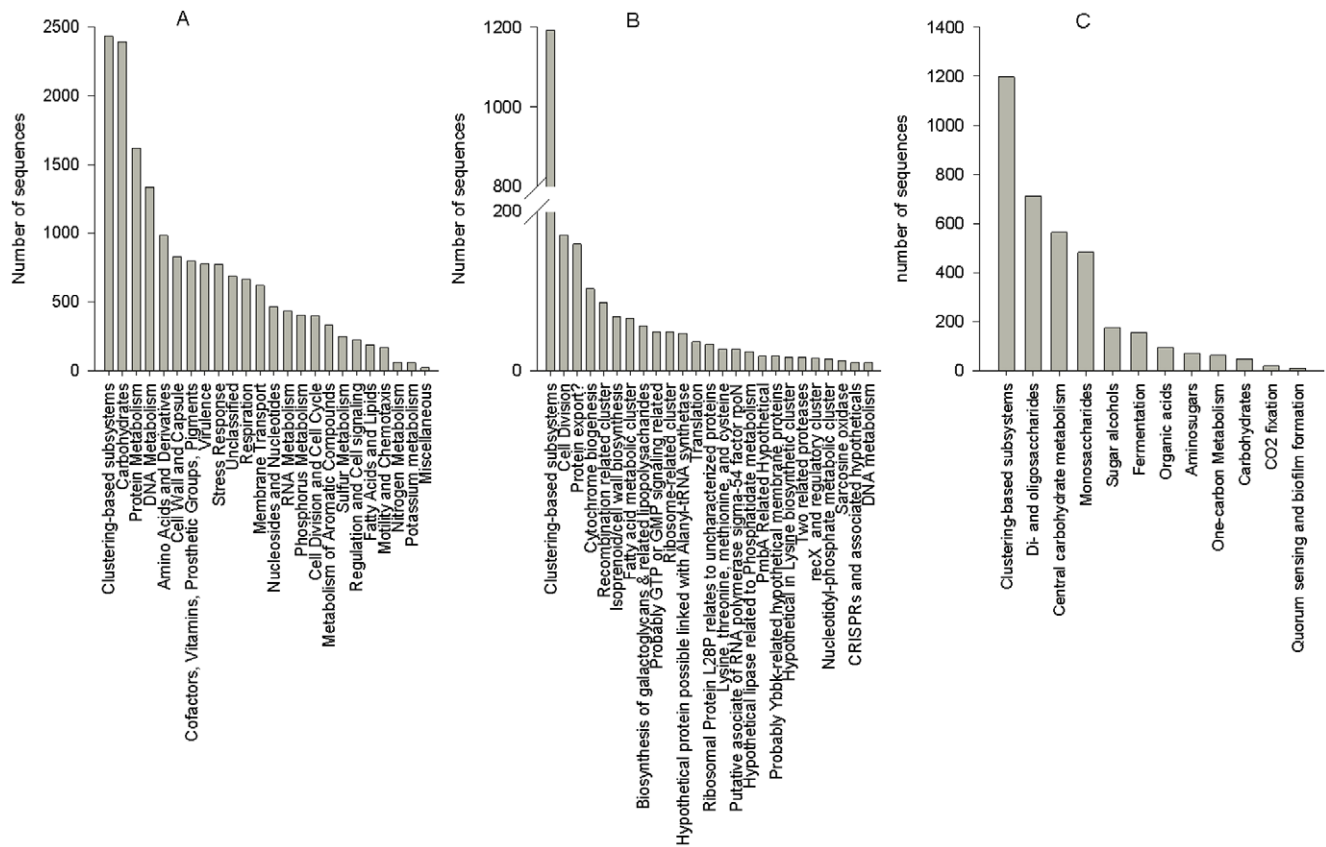 A
Number of sequences
2500
2000
1500
1000
500
0
Clustering-based subsystems
Carbohydrates
Protein Metabolism
DNA Metabolism
Amino Acids and Derivatives
Cell Wall and Capsule
Cofactors, Vitamins, Prosthetic Groups, Pigments
Virulence
Stress Response
Unclassified
Respiration
Membrane Transport
Nucleosides and Nucleotides
RNA Metabolism
Phosphorus Metabolism
Cell Division and Cell Cycle
Metabolism of Aromatic Compounds
Sulfur Metabolism
Regulation and Cell signaling
Fatty Acids and Lipids
Motility and Chemotaxis
Nitrogen Metabolism
Potassium metabolism
Miscellaneous
B
Number of sequences
1200
1000
800
200
0
Clustering-based subsystems
Cell Division
Protein export?
Cytochrome biogenesis
Recombination related cluster
Isoprenoid/cell wall biosynthesis
Fatty acid metabolic cluster
Biosynthesis of galactoglycans & related lipopolysacharides
Probably GTP or GMP signaling related
Ribosome-related cluster
Hypothetical protein possible linked with Alanyl-tRNA synthetase
Translation
Ribosomal Protein L28P relates to uncharacterized proteins
Lysine, threonine, methionine, and cysteine
Putative asociate of RNA polymerase sigma-54 factor rpoN
Hypothetical lipase related to Phosphatidate metabolism
PmbA Related Hypothetical
Probably Ybbk-related hypothetical membrane proteins
Hypothetical in Lysine biosynthetic cluster
Two related proteases
recX and regulatory cluster
Nucleotidyl-phosphate metabolic cluster
Sarcosine oxidase
CRISPRs and associated hypotheticals
DNA metabolism
C
number of sequences
1400
1200
1000
800
600
400
200
0
Clustering-based subsystems
Di- and oligosaccharides
Central carbohydrate metabolism
Monosaccharides
Sugar alcohols
Fermentation
Organic acids
Aminosugars
One-carbon Metabolism
Carbohydrates
CO2 fixation
Quorum sensing and biofilm formation